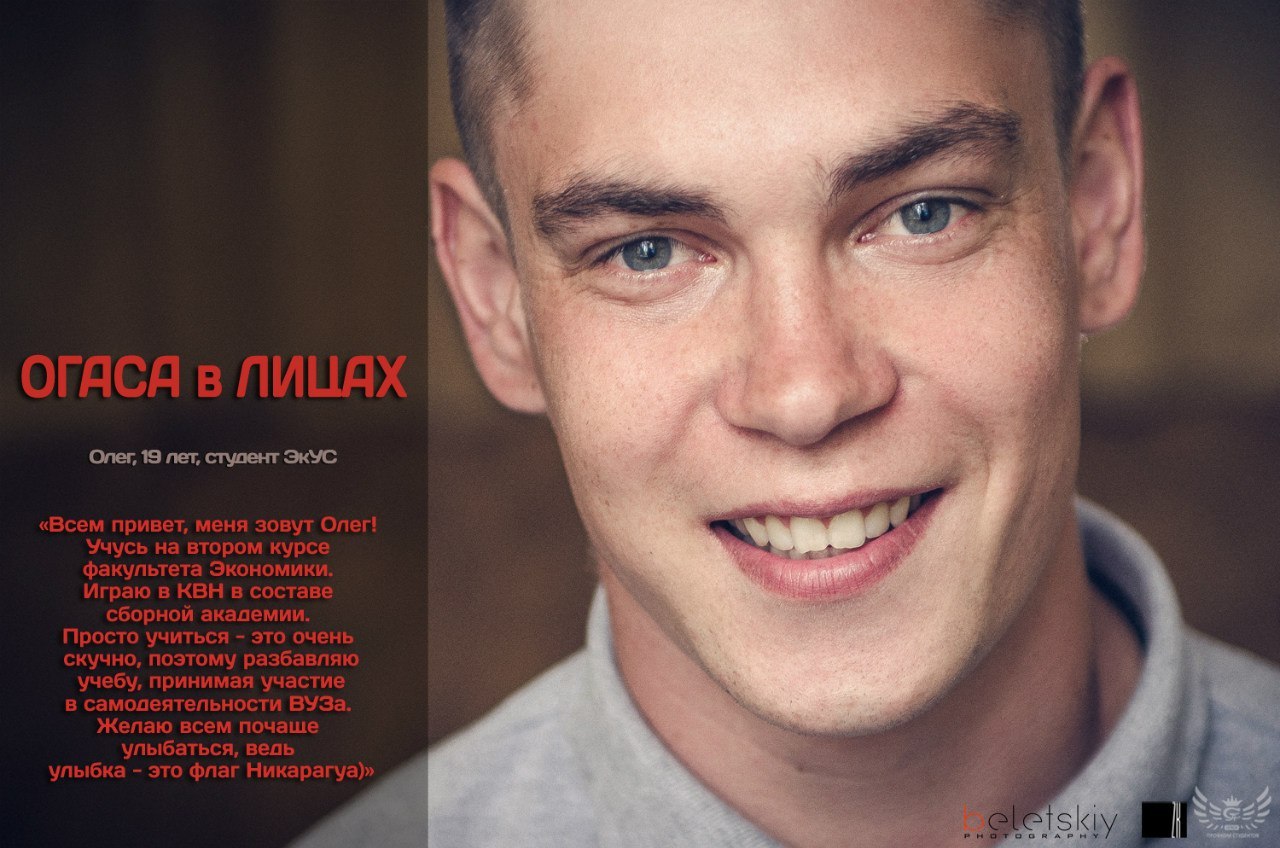 ОГАСА в ЛИЦАХ
Олег, 19 лет, студент ЭкУС
«Всем привет, меня зовут Олег!
Учусь на втором курсе
факультета Экономики.
Играю в КВН в составе
сборной академии.
Просто учиться - это очень
скучно, поэтому разбавляю
учебу, принимая участие
в самодеятельности ВУЗа.
Желаю всем почаще
улыбаться, ведь
улыбка - это флаг Никарагуа)»
beletskiy
PHOTOGRAPHY